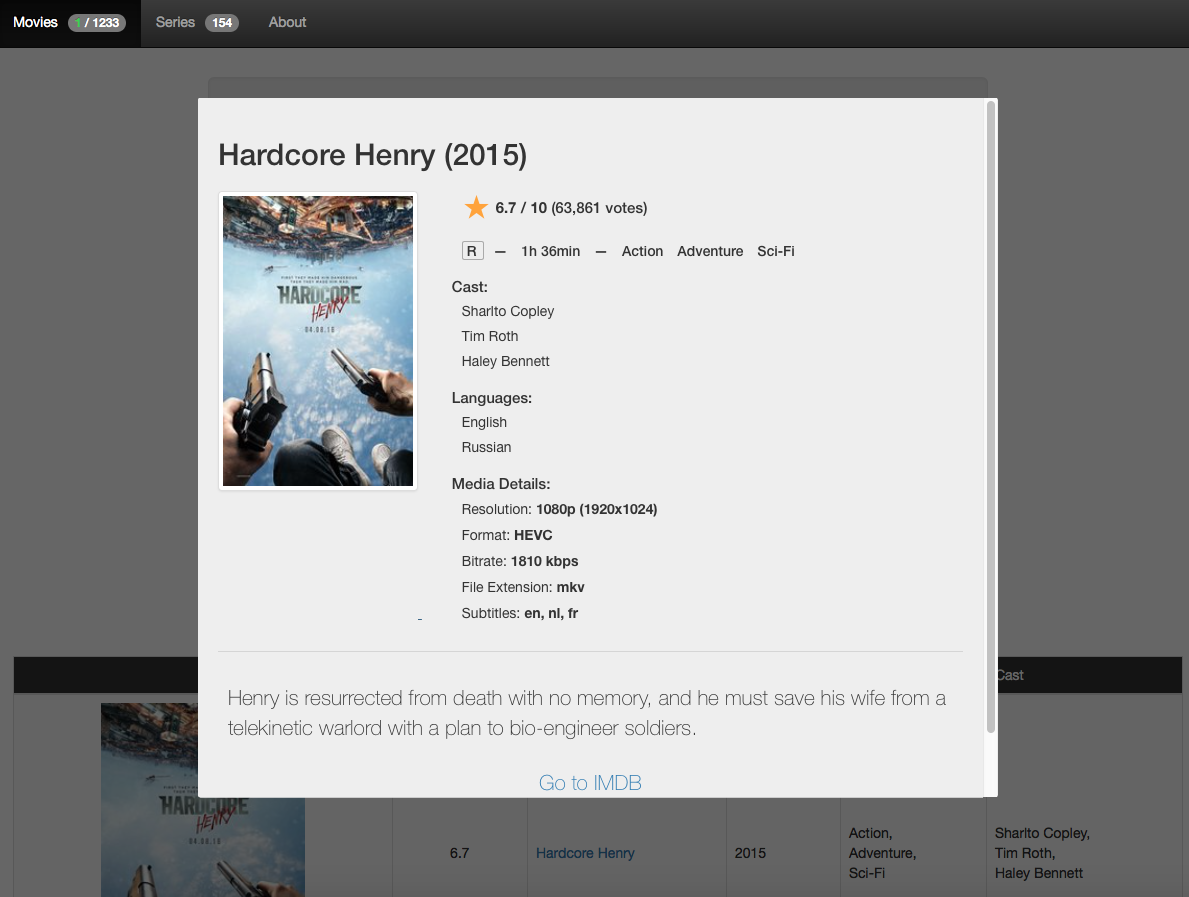 Movies 1 / 1233 Series 154 About
Hardcore Henry (2015)
6.7 / 10 (63,861 votes)
R – 1h 36min – Action Adventure Sci-Fi
Cast:
Sharlto Copley
Tim Roth
Haley Bennett
Languages:
English
Russian
Media Details:
Resolution: 1080p (1920x1024)
Format: HEVC
Bitrate: 1810 kbps
File Extension: mkv
Subtitles: en, nl, fr
-
FIRST THEY MADE HIM DANGEROUS.
THEN THEY MADE HIM MAD.
HARDCORE
HENRY
04.08.16
Henry is resurrected from death with no memory, and he must save his wife from a
telekinetic warlord with a plan to bio-engineer soldiers.
Go to IMDB
Cast
HARDCORE
HENRY
04.08.16
6.7
Hardcore Henry
2015
Action,
Adventure,
Sci-Fi
Sharlto Copley,
Tim Roth,
Haley Bennett